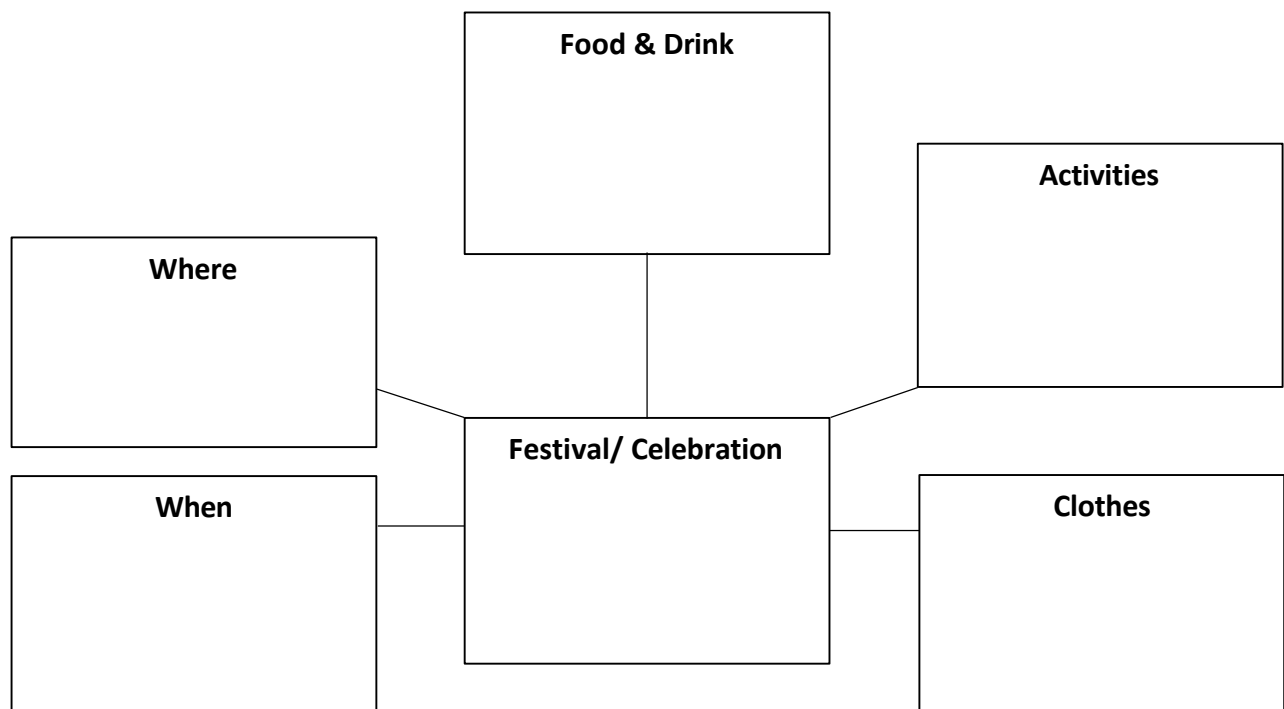 Food & Drink
Activities
Where
Festival/ Celebration
When
Clothes